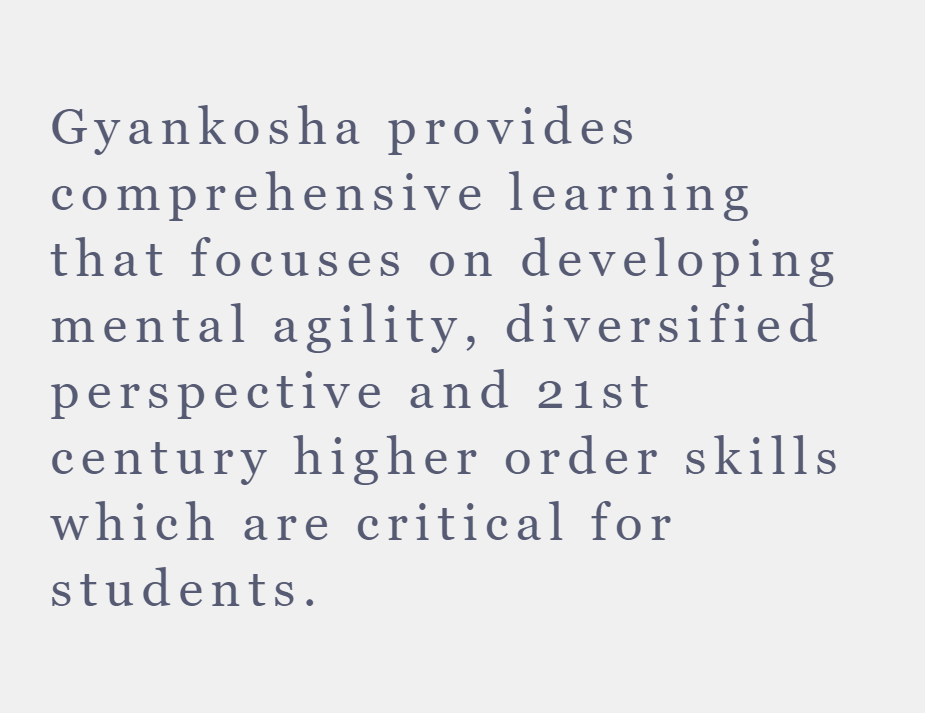 Gyankosha provides
comprehensive learning
that focuses on developing
mental agility, diversified
perspective and 21st
century higher order skills
which are critical for
students.